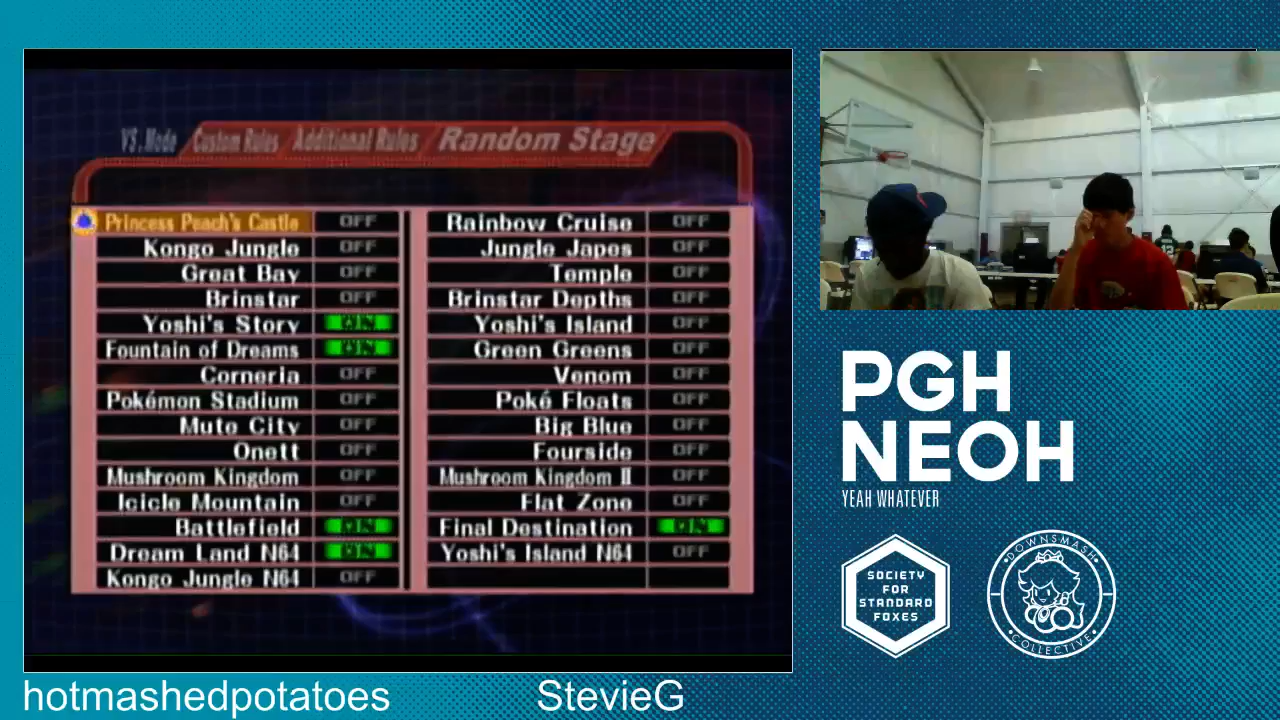 VS. Mode Custom Rules Additional Rules Random Stage
Princess Peach's Castle OFF
Kongo Jungle OFF
Great Bay OFF
Brinstar OFF
Yoshi's Story ON
Fountain of Dreams ON
Corneria OFF
Pokémon Stadium OFF
Mute City OFF
Onett OFF
Mushroom Kingdom OFF
Icicle Mountain OFF
Battlefield ON
Dream Land N64 ON
Kongo Jungle N64 OFF
Rainbow Cruise OFF
Jungle Japes OFF
Temple OFF
Brinstar Depths OFF
Yoshi's Island OFF
Green Greens OFF
Venom OFF
Poké Floats OFF
Big Blue OFF
Fourside OFF
Mushroom Kingdom II OFF
Flat Zone OFF
Final Destination ON
Yoshi's Island N64 OFF
12
PGH
NEOH
YEAH WHATEVER
SOCIETY
FOR
STANDARD
FOXES
DOWNSMASH
COLLECTIVE
hotmashedpotatoes
StevieG